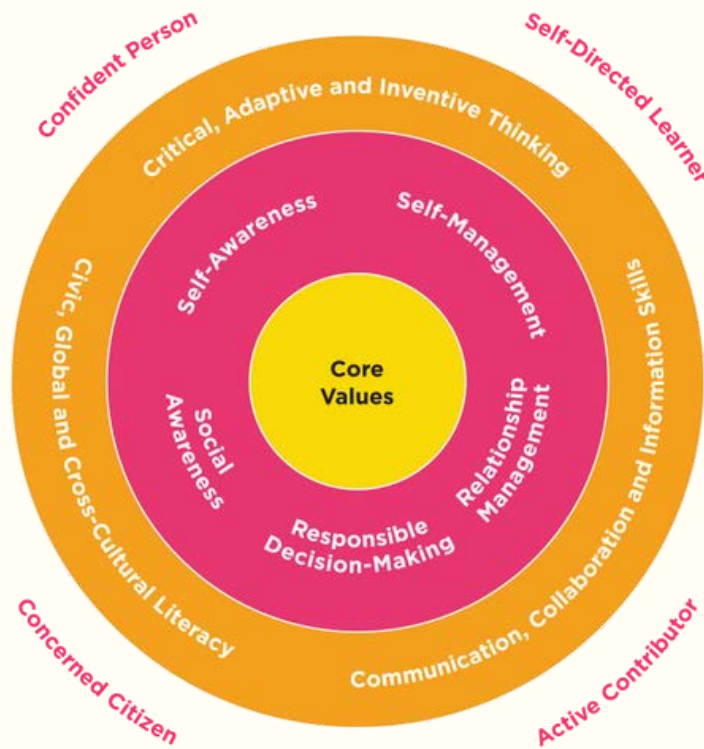 Confident Person
Self-Directed Learner
Critical, Adaptive and Inventive Thinking
Self-Awareness
Self-Management
Core
Values
Civic, Global and Cross-Cultural Literacy
Social
Awareness
Relationship
Management
Responsible
Decision-Making
Communication, Collaboration and Information Skills
Concerned Citizen
Active Contributor